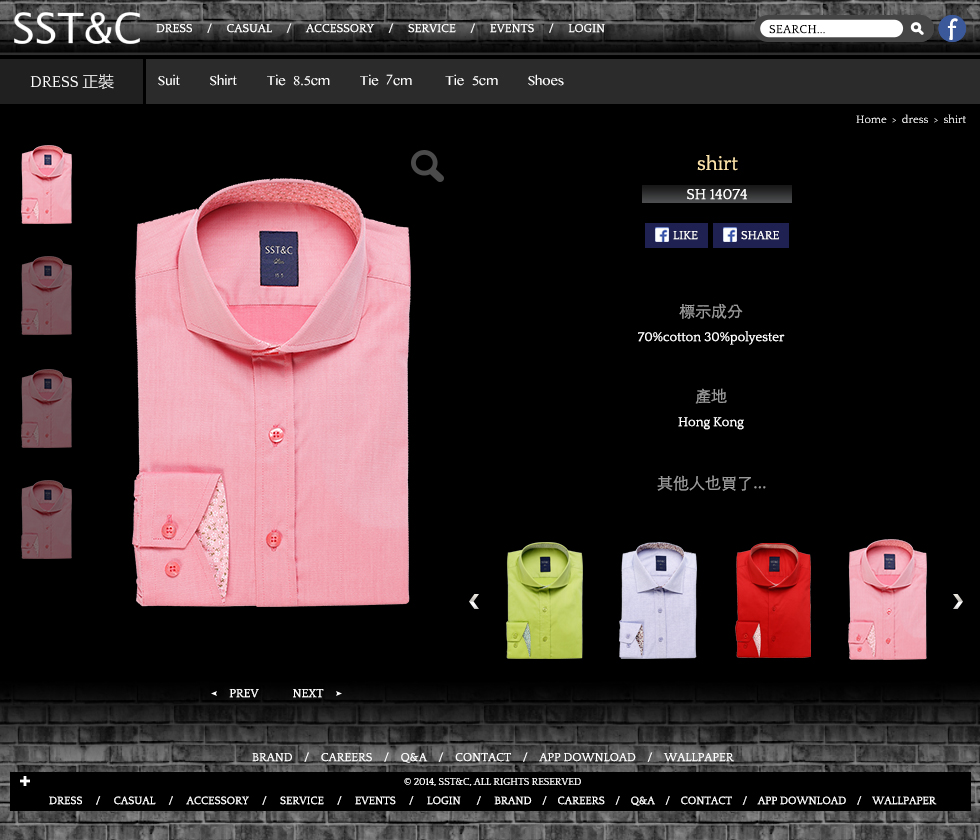 SST&C
DRESS / CASUAL / ACCESSORY / SERVICE / EVENTS / LOGIN
SEARCH...
f
DRESS 正裝
Suit Shirt Tie 8.5cm Tie 7cm Tie 5cm Shoes
Home > dress > shirt
shirt
SH 14074
LIKE SHARE
SST&C
標示成分
70%cotton 30%polyester
產地
Hong Kong
其他人也買了...
PREV NEXT
BRAND / CAREERS / Q&A / CONTACT / APP DOWNLOAD / WALLPAPER
© 2014, SST&C, ALL RIGHTS RESERVED
DRESS / CASUAL / ACCESSORY / SERVICE / EVENTS / LOGIN / BRAND / CAREERS / Q&A / CONTACT / APP DOWNLOAD / WALLPAPER